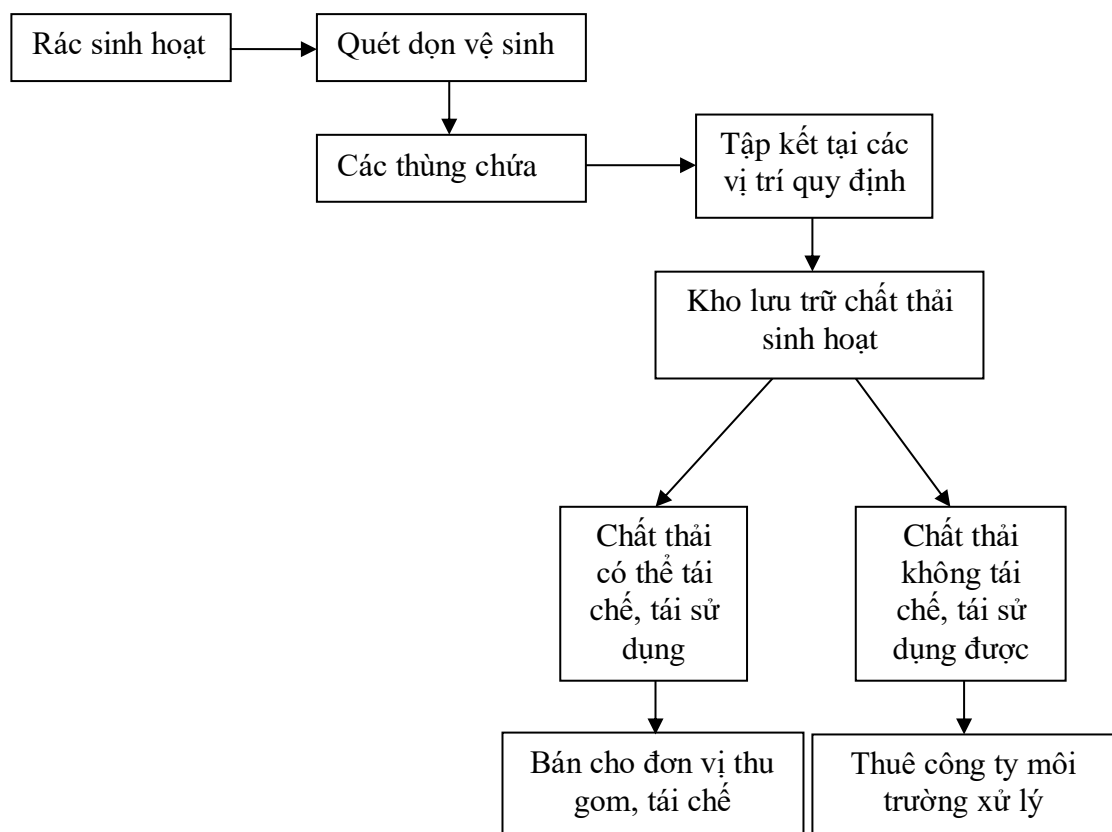 Rác sinh hoạt
Quét dọn vệ sinh
Các thùng chứa
Tập kết tại các
vị trí quy định
Kho lưu trữ chất thải
sinh hoạt
Chất thải
có thể tái
chế, tái sử
dụng
Chất thải
không tái
chế, tái sử
dụng được
Bán cho đơn vị thu
gom, tái chế
Thuê công ty môi
trường xử lý